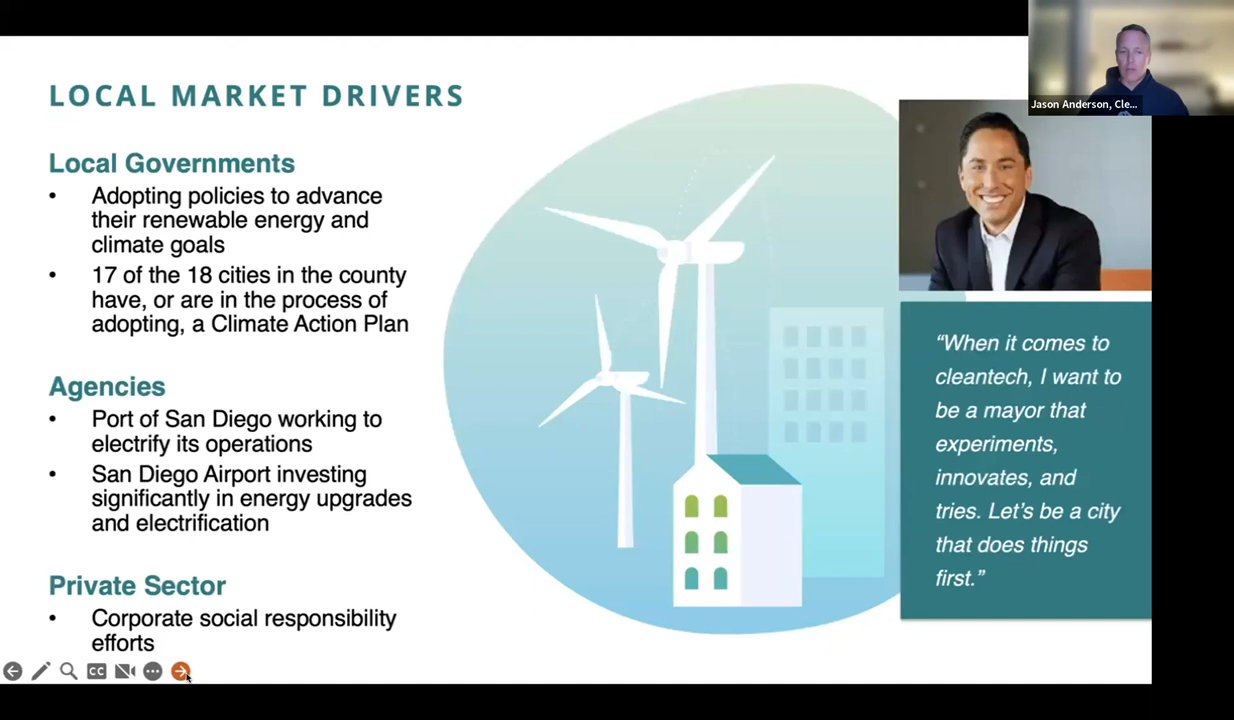 LOCAL MARKET DRIVERS
Local Governments
• Adopting policies to advance
their renewable energy and
climate goals
• 17 of the 18 cities in the county
have, or are in the process of
adopting, a Climate Action Plan
Agencies
• Port of San Diego working to
electrify its operations
• San Diego Airport investing
significantly in energy upgrades
and electrification
Private Sector
• Corporate social responsibility
efforts
“When it comes to
cleantech, I want to
be a mayor that
experiments,
innovates, and
tries. Let’s be a city
that does things
first.”
Jason Anderson, Cle...
CC